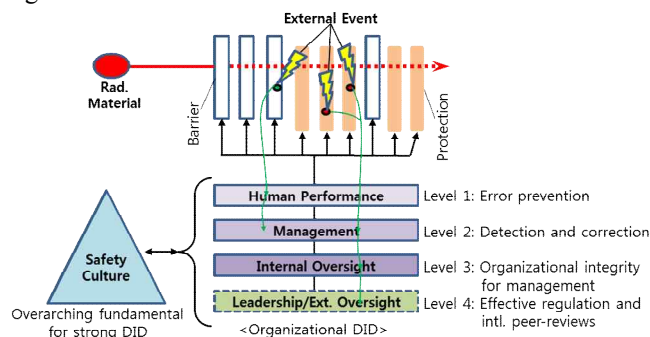 External Event
Rad.
Material
Barrier
Protection
Human Performance
Level 1: Error prevention
Management
Level 2: Detection and correction
Internal Oversight
Level 3: Organizational integrity
for management
Leadership/Ext. Oversight
Level 4: Effective regulation and
intl. peer-reviews
<Organizational DID>
Safety
Culture
Overarching fundamental
for strong DID